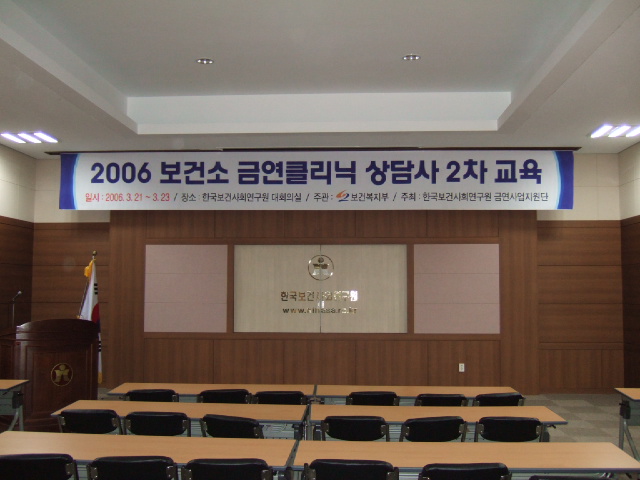 2006 보건소 금연클리닉 상담사 2차 교육
일시 : 2006. 3. 21 ~ 3. 23 / 장소 : 한국보건사회연구원 대회의실 / 주관 : 보건복지부 / 주최 : 한국보건사회연구원 금연사업지원단
한국보건사회연구원